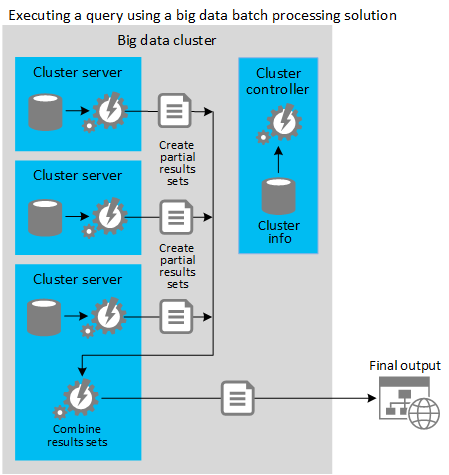 Executing a query using a big data batch processing solution
Big data cluster
Cluster server
Cluster
controller
Create
partial
results
sets
Cluster server
Cluster
info
Create
partial
results
sets
Cluster server
Final output
Combine
results sets